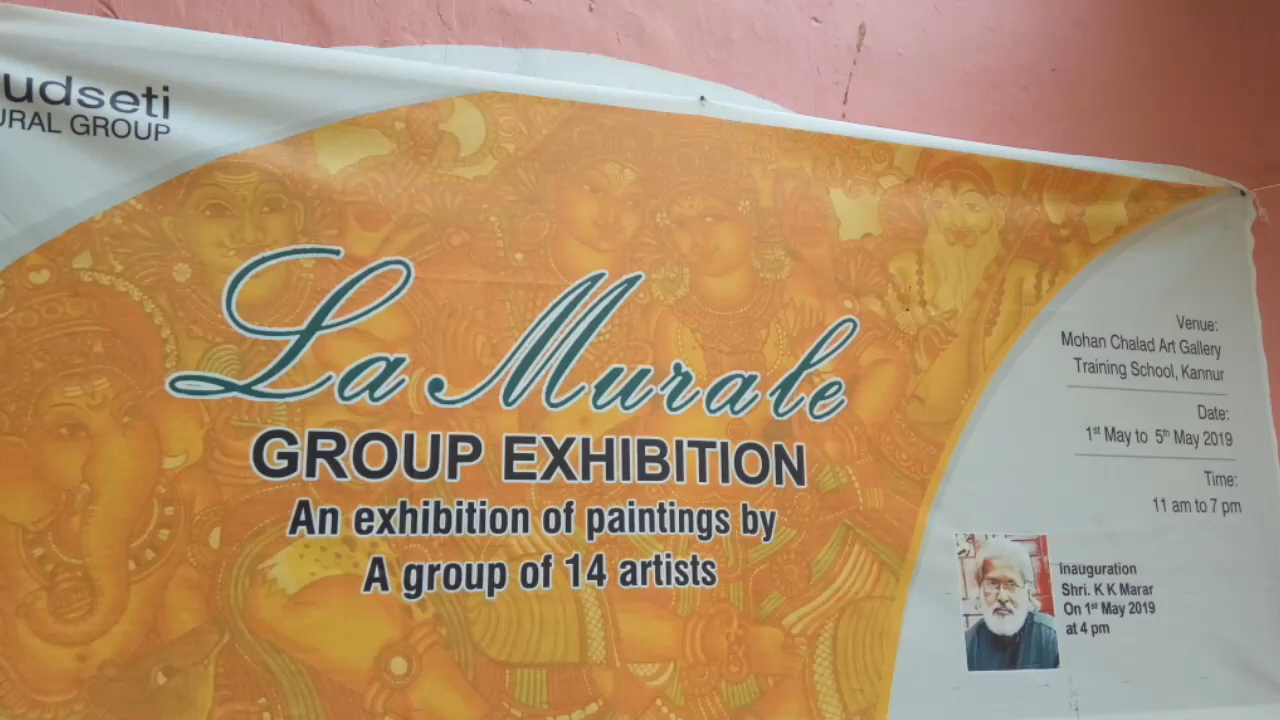 udseti
URAL GROUP
La Murale
GROUP EXHIBITION
An exhibition of paintings by
A group of 14 artists
Venue:
Mohan Chalad Art Gallery
Training School, Kannur
Date:
1st May to 5th May 2019
Time:
11 am to 7 pm
Inauguration
Shri. K K Marar
On 1st May 2019
at 4 pm